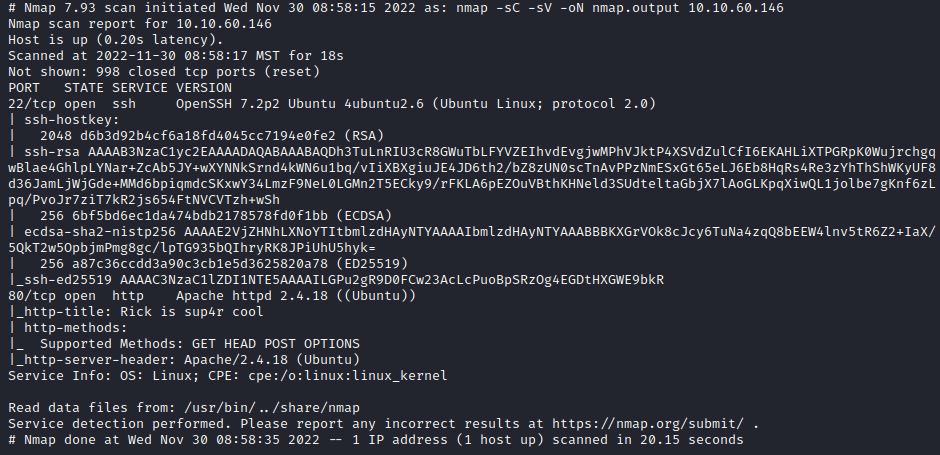 # Nmap 7.93 scan initiated Wed Nov 30 08:58:15 2022 as: nmap -sC -sV -oN nmap.output 10.10.60.146
Nmap scan report for 10.10.60.146
Host is up (0.20s latency).
Scanned at 2022-11-30 08:58:17 MST for 18s
Not shown: 998 closed tcp ports (reset)
PORT   STATE SERVICE VERSION
22/tcp open  ssh     OpenSSH 7.2p2 Ubuntu 4ubuntu2.6 (Ubuntu Linux; protocol 2.0)
| ssh-hostkey:
|   2048 d6b3d92b4cf6a18fd4045cc7194e0fe2 (RSA)
| ssh-rsa AAAAB3NzaC1yc2EAAAADAQABAAABAQDh3TuLnRIU3cR8GWuTbLFYVZEIhvdEvgjwMPhVJktP4XSVdZulCfI6EKAHLiXTPGRpK0Wujrchgq
wBlae4GhlpLYNar+ZcAb5JY+wXYNNkSrnd4kWN6u1bq/vIiXBXgiuJE4JD6th2/bZ8zUN0scTnAvPPzNmESxGt65eLJ6Eb8HqRs4Re3zYhThShWKyUF8
d36JamLjWjGde+MMd6bpiqmdcSKxwY34LmzF9NeL0LGMn2T5ECky9/rFKLA6pEZOuVBthKHNeld3SUdteltaGbjX7lAoGLKpqXiwQL1jolbe7gKnf6zL
pq/PvoJr7ziT7kR2js654FtNVCVTzh+wSh
|   256 6bf5bd6ec1da474bdb2178578fd0f1bb (ECDSA)
| ecdsa-sha2-nistp256 AAAAE2VjZHNhLXNoYTItbmlzdHAyNTYAAAAIbmlzdHAyNTYAAABBBKXGrVOk8cJcy6TuNa4zqQ8bEEW4lnv5tR6Z2+IaX/
5QkT2w5OpbjmPmg8gc/lpTG935bQIhryRK8JPiUhU5hyk=
|   256 a87c36ccdd3a90c3cb1e5d3625820a78 (ED25519)
|_ssh-ed25519 AAAAC3NzaC1lZDI1NTE5AAAAILGPu2gR9D0FCw23AcLcPuoBpSRzOg4EGDtHXGWE9bkR
80/tcp open  http    Apache httpd 2.4.18 ((Ubuntu))
|_http-title: Rick is sup4r cool
| http-methods:
|_  Supported Methods: GET HEAD POST OPTIONS
|_http-server-header: Apache/2.4.18 (Ubuntu)
Service Info: OS: Linux; CPE: cpe:/o:linux:linux_kernel

Read data files from: /usr/bin/../share/nmap
Service detection performed. Please report any incorrect results at https://nmap.org/submit/ .
# Nmap done at Wed Nov 30 08:58:35 2022 -- 1 IP address (1 host up) scanned in 20.15 seconds